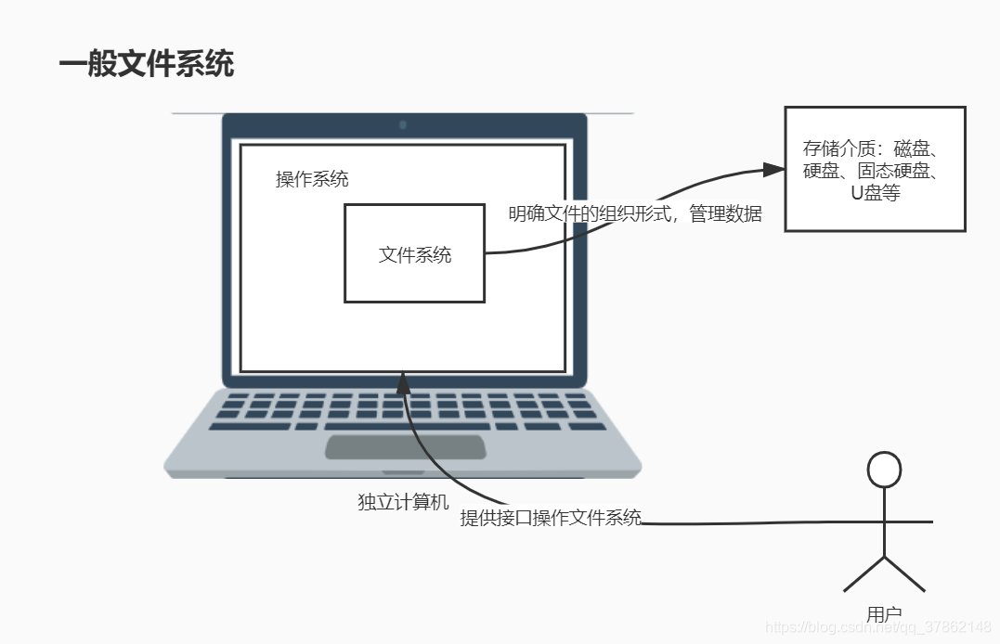 一般文件系统
操作系统
文件系统
明确文件的组织形式，管理数据
存储介质：磁盘、
硬盘、固态硬盘、
U盘等
独立计算机
提供接口操作文件系统
用户
https://blog.csdn.net/qq_37862148